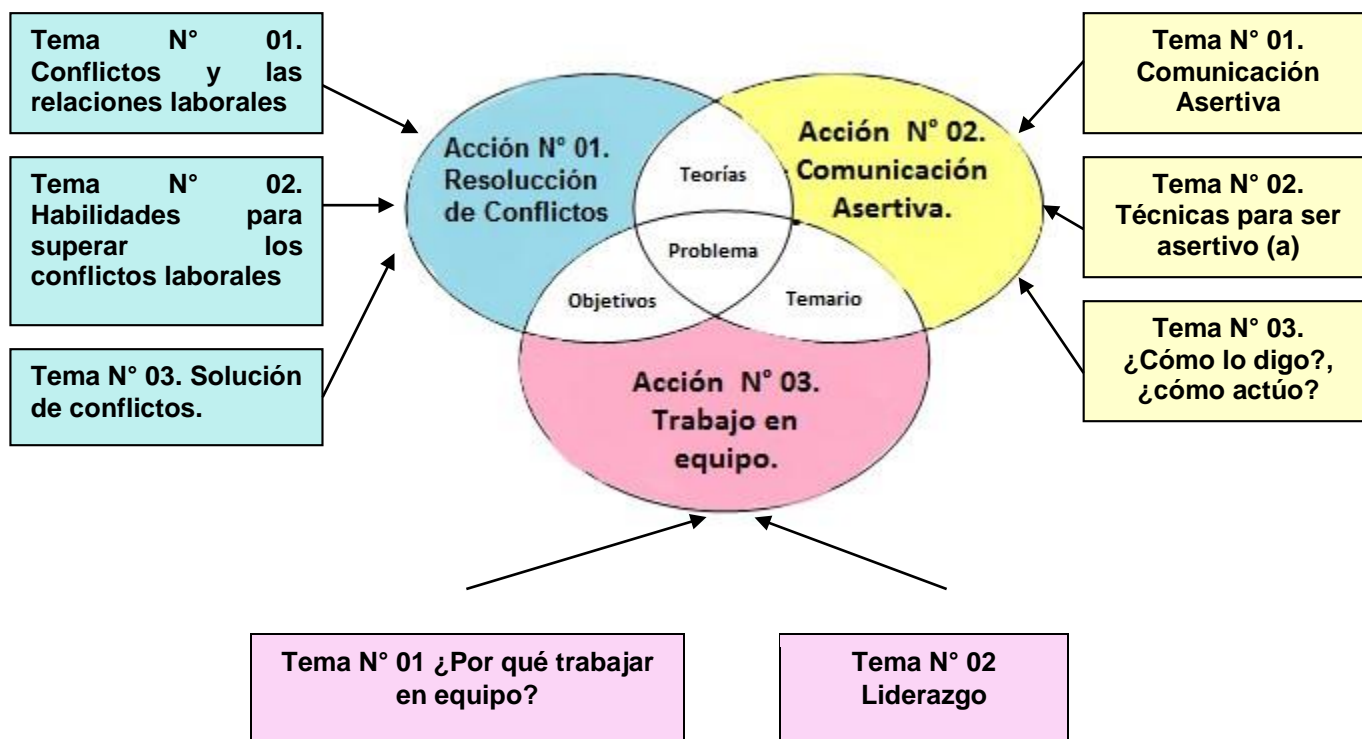 Tema N° 01.
Conflictos y las
relaciones laborales
Tema N° 02.
Habilidades para
superar los
conflictos laborales
Tema N° 03. Solución
de conflictos.
Acción N° 01.
Resolucción
de Conflictos
Teorías
Acción N° 02.
Comunicación
Asertiva.
Problema
Objetivos
Temario
Acción N° 03.
Trabajo en
equipo.
Tema N° 01.
Comunicación
Asertiva
Tema N° 02.
Técnicas para ser
asertivo (a)
Tema N° 03.
¿Cómo lo digo?,
¿cómo actúo?
Tema N° 01 ¿Por qué trabajar
en equipo?
Tema N° 02
Liderazgo